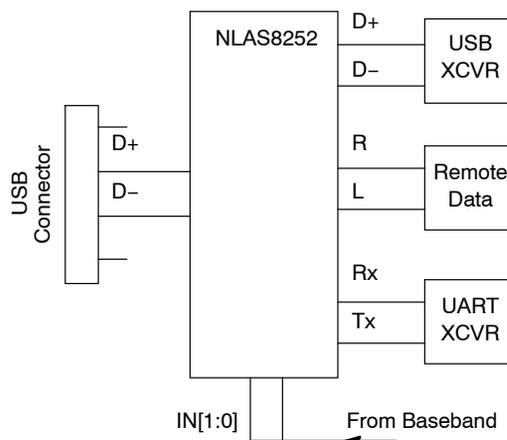 NLAS8252
D+
D−
USB
XCVR
USB
Connector
D+
D−
R
L
Remote
Data
Rx
Tx
UART
XCVR
IN[1:0]
From Baseband